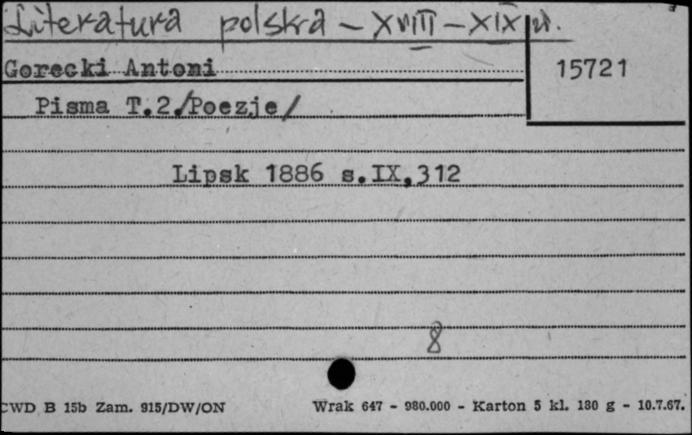 Literatura polska - XVIII - XIX w.
Gorecki Antoni
15721
Pisma T.2./Poezje/
Lipsk 1886 s.IX,312
8
CWD B 15b Zam. 915/DW/ON
Wrak 647 - 980.000 - Karton 5 kl. 180 g - 10.7.67.